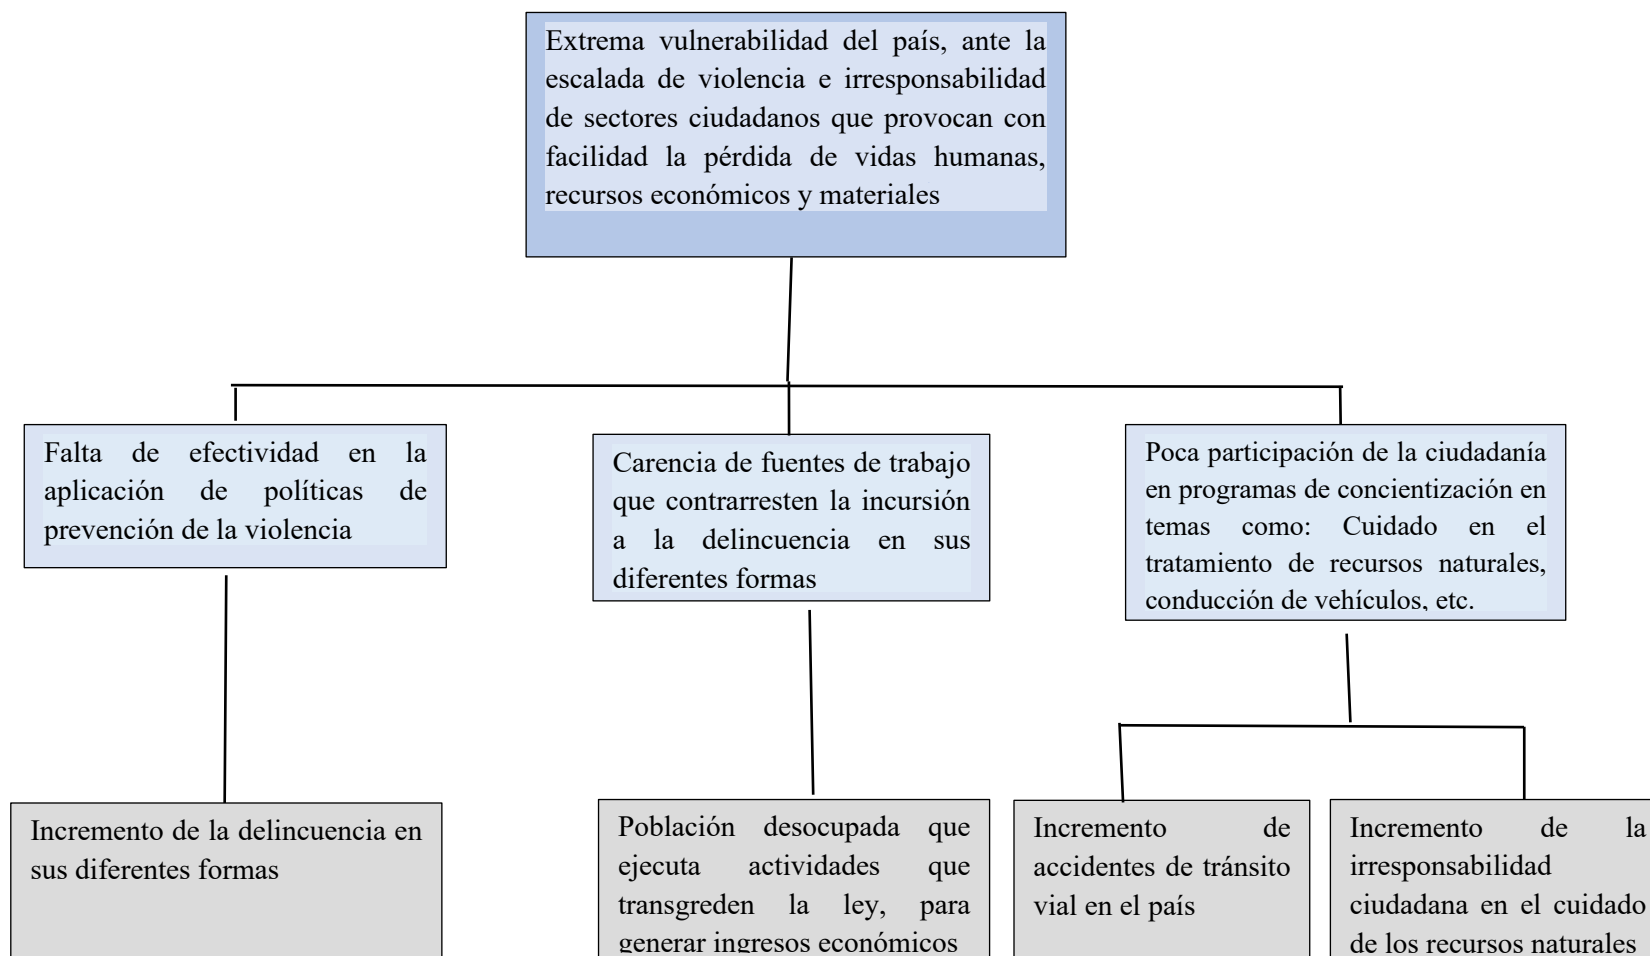 Extrema vulnerabilidad del país, ante la
escalada de violencia e irresponsabilidad
de sectores ciudadanos que provocan con
facilidad la pérdida de vidas humanas,
recursos económicos y materiales
Falta de efectividad en la
aplicación de políticas de
prevención de la violencia
Carencia de fuentes de trabajo
que contrarresten la incursión
a la delincuencia en sus
diferentes formas
Poca participación de la ciudadanía
en programas de concientización en
temas como: Cuidado en el
tratamiento de recursos naturales,
conducción de vehículos, etc.
Incremento de la delincuencia en
sus diferentes formas
Población desocupada que
ejecuta actividades que
transgreden la ley, para
generar ingresos económicos
Incremento de
accidentes de tránsito
vial en el país
Incremento de la
irresponsabilidad
ciudadana en el cuidado
de los recursos naturales